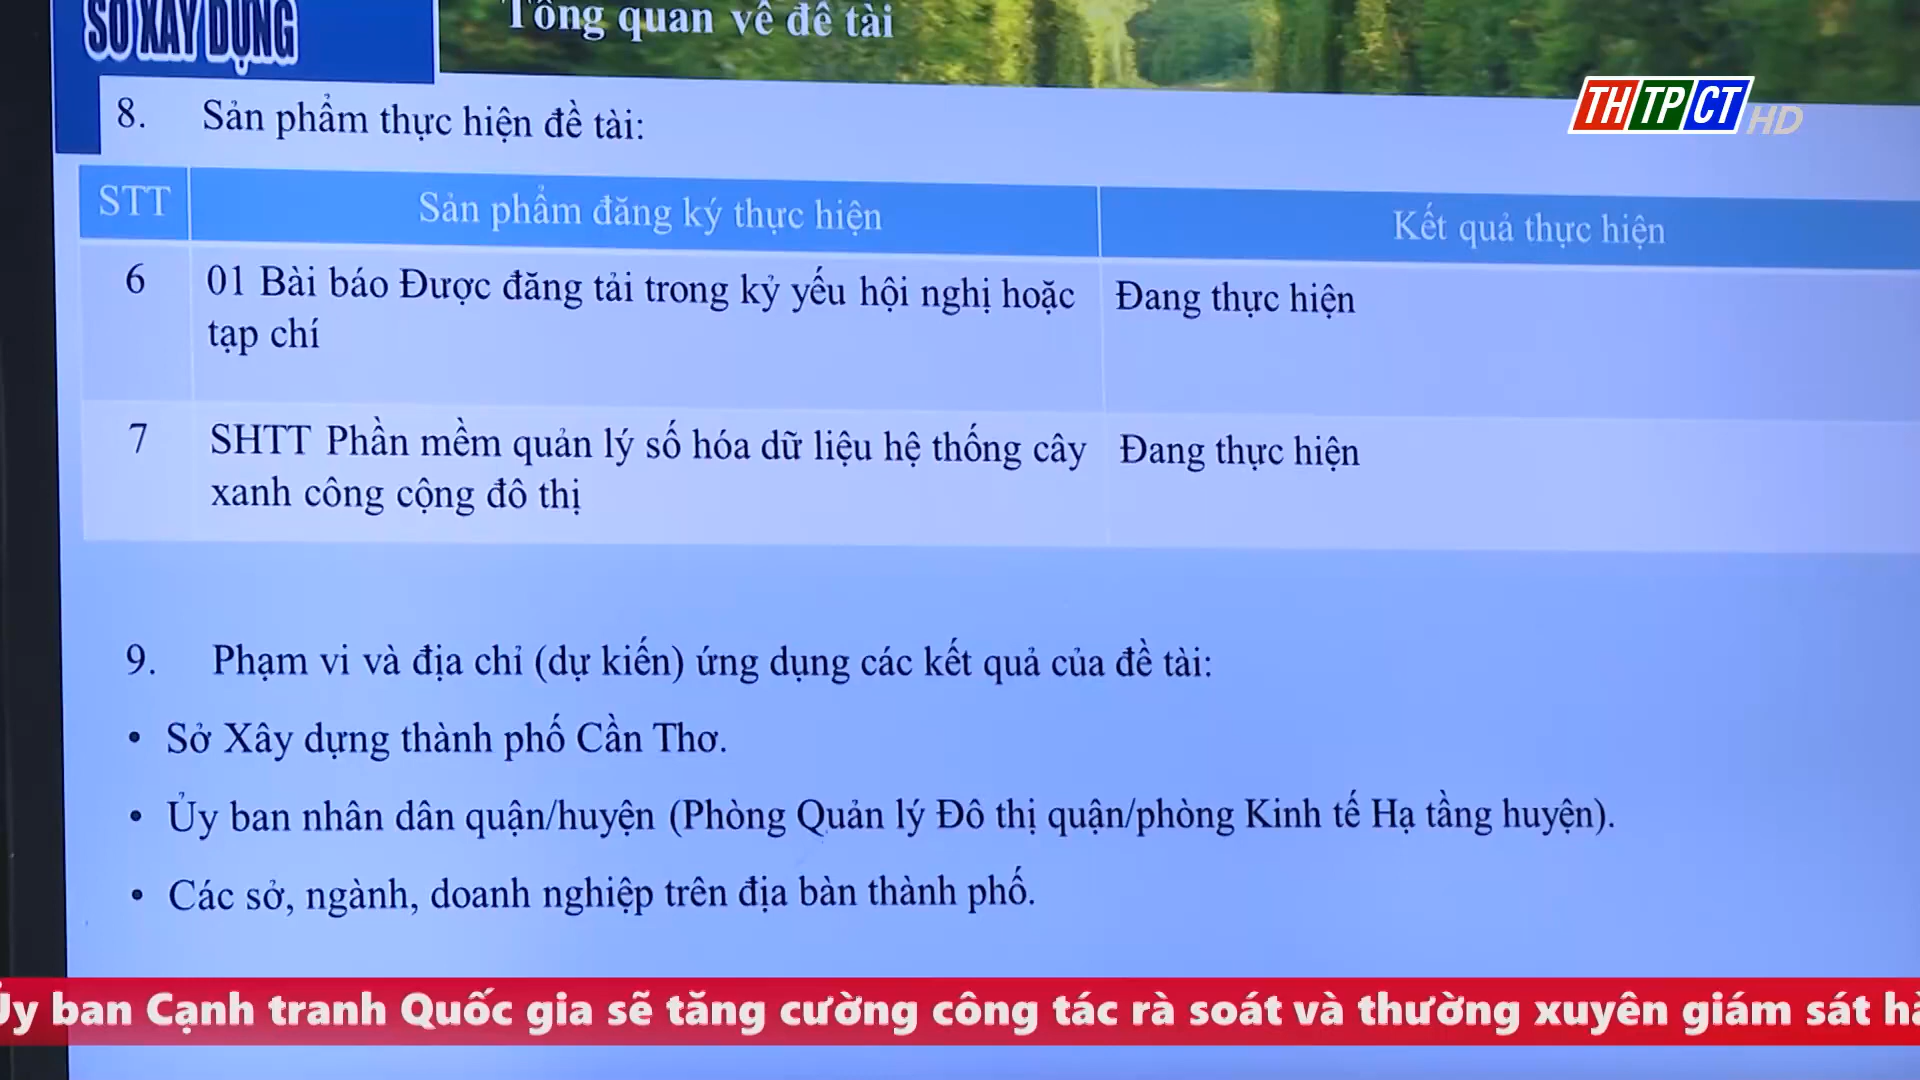 SỞ XÂY DỰNG
Tổng quan về đề tài
THTPCT HD
8. Sản phẩm thực hiện đề tài:
STT Sản phẩm đăng ký thực hiện Kết quả thực hiện
6 01 Bài báo Được đăng tải trong kỷ yếu hội nghị hoặc Đang thực hiện
tạp chí
7 SHTT Phần mềm quản lý số hóa dữ liệu hệ thống cây Đang thực hiện
xanh công cộng đô thị
9. Phạm vi và địa chỉ (dự kiến) ứng dụng các kết quả của đề tài:
• Sở Xây dựng thành phố Cần Thơ.
• Ủy ban nhân dân quận/huyện (Phòng Quản lý Đô thị quận/phòng Kinh tế Hạ tầng huyện).
• Các sở, ngành, doanh nghiệp trên địa bàn thành phố.
Ủy ban Cạnh tranh Quốc gia sẽ tăng cường công tác rà soát và thường xuyên giám sát